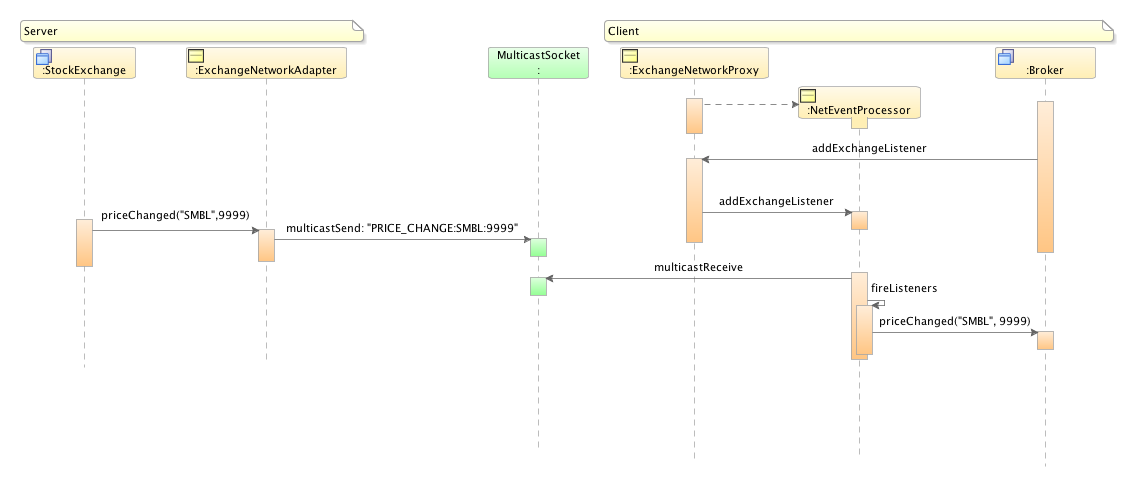 Server
Client
:StockExchange
:ExchangeNetworkAdapter
MulticastSocket
:
:ExchangeNetworkProxy
:Broker
:NetEventProcessor
addExchangeListener
addExchangeListener
priceChanged("SMBL",9999)
multicastSend: "PRICE_CHANGE:SMBL:9999"
multicastReceive
fireListeners
priceChanged("SMBL", 9999)